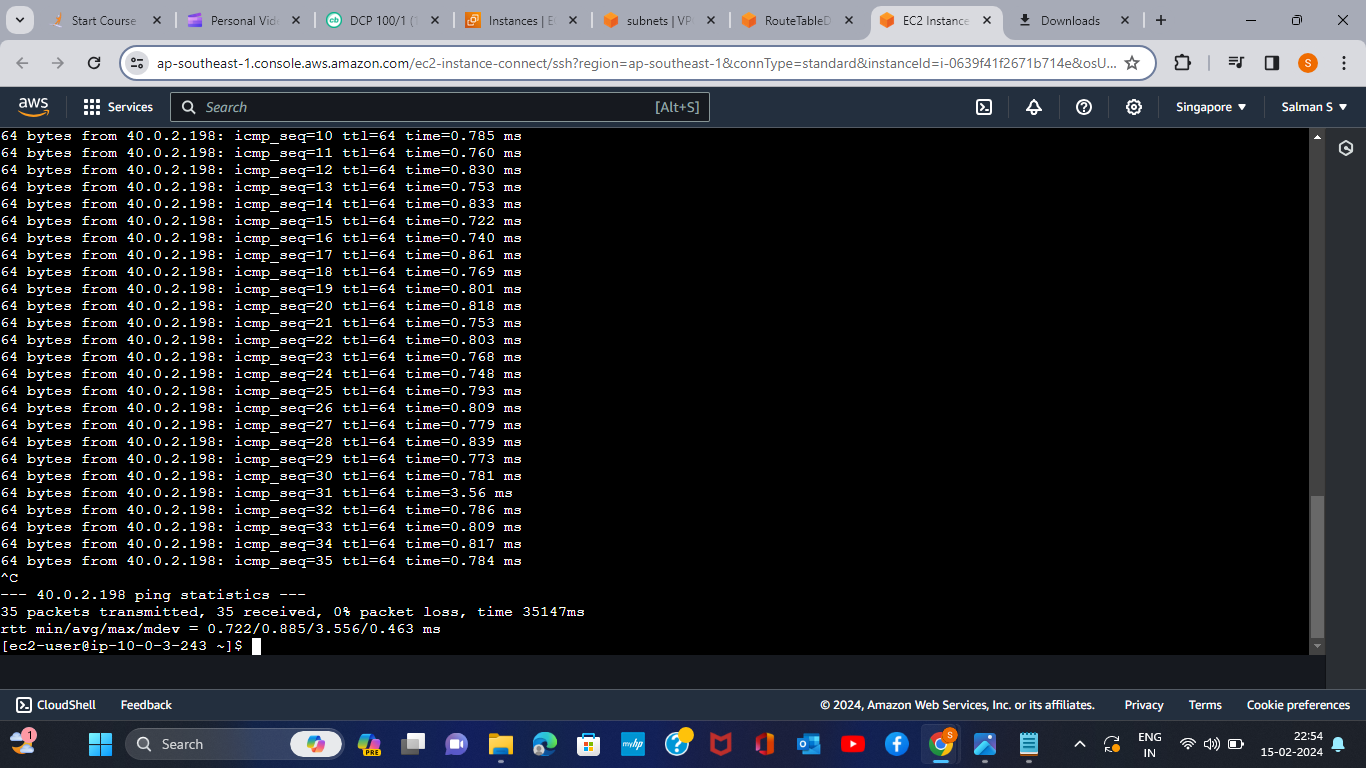 Start Course
Personal Vid
DCP 100/1 (
Instances | E
subnets | VP
RouteTableD
EC2 Instance
Downloads
ap-southeast-1.console.aws.amazon.com/ec2-instance-connect/ssh?region=ap-southeast-1&connType=standard&instanceId=i-0639f41f2671b714e&osU...
S
aws
Services
Search
[Alt+S]
Singapore
Salman S
64 bytes from 40.0.2.198: icmp_seq=10 ttl=64 time=0.785 ms
64 bytes from 40.0.2.198: icmp_seq=11 ttl=64 time=0.760 ms
64 bytes from 40.0.2.198: icmp_seq=12 ttl=64 time=0.830 ms
64 bytes from 40.0.2.198: icmp_seq=13 ttl=64 time=0.753 ms
64 bytes from 40.0.2.198: icmp_seq=14 ttl=64 time=0.833 ms
64 bytes from 40.0.2.198: icmp_seq=15 ttl=64 time=0.722 ms
64 bytes from 40.0.2.198: icmp_seq=16 ttl=64 time=0.740 ms
64 bytes from 40.0.2.198: icmp_seq=17 ttl=64 time=0.861 ms
64 bytes from 40.0.2.198: icmp_seq=18 ttl=64 time=0.769 ms
64 bytes from 40.0.2.198: icmp_seq=19 ttl=64 time=0.801 ms
64 bytes from 40.0.2.198: icmp_seq=20 ttl=64 time=0.818 ms
64 bytes from 40.0.2.198: icmp_seq=21 ttl=64 time=0.753 ms
64 bytes from 40.0.2.198: icmp_seq=22 ttl=64 time=0.803 ms
64 bytes from 40.0.2.198: icmp_seq=23 ttl=64 time=0.768 ms
64 bytes from 40.0.2.198: icmp_seq=24 ttl=64 time=0.748 ms
64 bytes from 40.0.2.198: icmp_seq=25 ttl=64 time=0.793 ms
64 bytes from 40.0.2.198: icmp_seq=26 ttl=64 time=0.809 ms
64 bytes from 40.0.2.198: icmp_seq=27 ttl=64 time=0.779 ms
64 bytes from 40.0.2.198: icmp_seq=28 ttl=64 time=0.839 ms
64 bytes from 40.0.2.198: icmp_seq=29 ttl=64 time=0.773 ms
64 bytes from 40.0.2.198: icmp_seq=30 ttl=64 time=0.781 ms
64 bytes from 40.0.2.198: icmp_seq=31 ttl=64 time=3.56 ms
64 bytes from 40.0.2.198: icmp_seq=32 ttl=64 time=0.786 ms
64 bytes from 40.0.2.198: icmp_seq=33 ttl=64 time=0.809 ms
64 bytes from 40.0.2.198: icmp_seq=34 ttl=64 time=0.817 ms
64 bytes from 40.0.2.198: icmp_seq=35 ttl=64 time=0.784 ms
^C
--- 40.0.2.198 ping statistics ---
35 packets transmitted, 35 received, 0% packet loss, time 35147ms
rtt min/avg/max/mdev = 0.722/0.885/3.556/0.463 ms
[ec2-user@ip-10-0-3-243 ~]$
CloudShell
Feedback
© 2024, Amazon Web Services, Inc. or its affiliates.
Privacy
Terms
Cookie preferences
1
Search
PRE
myhp
S
ENG
IN
22:54
15-02-2024